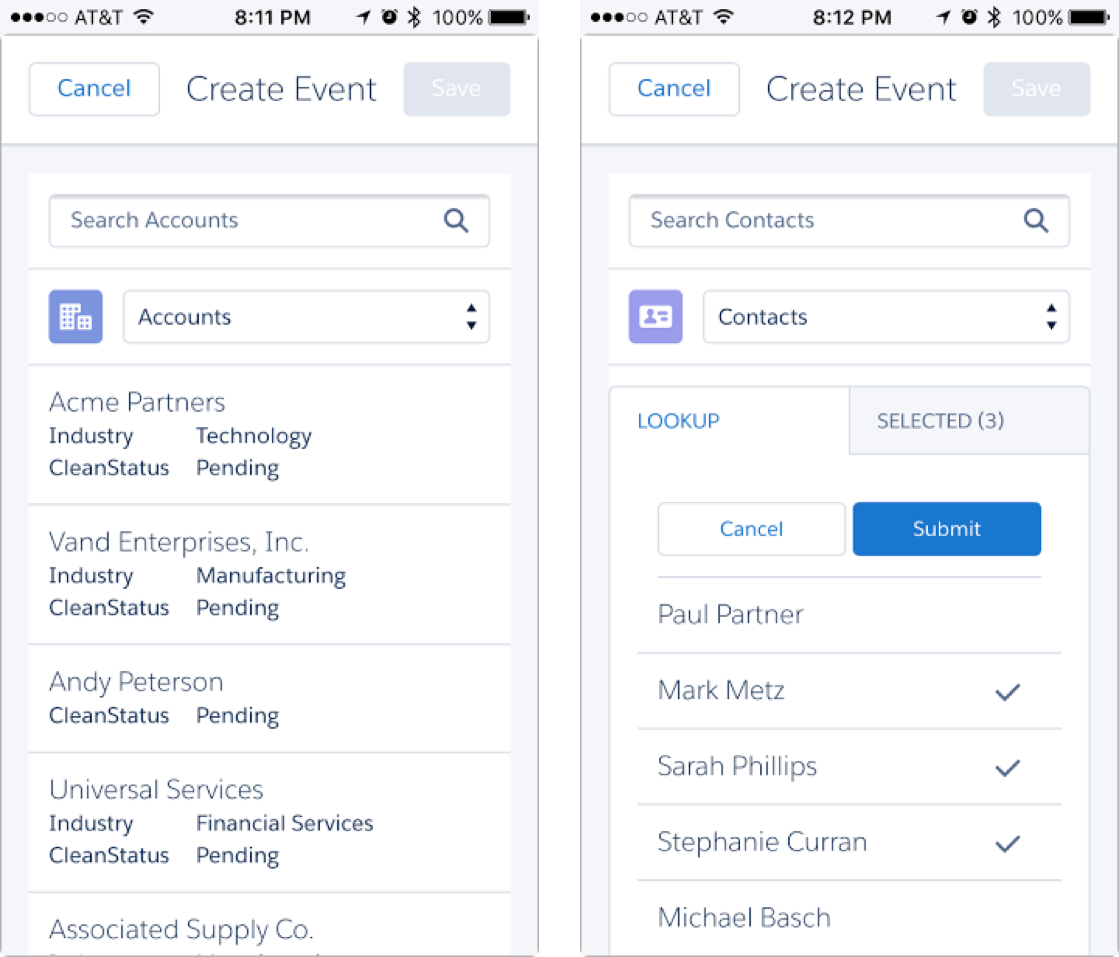 AT&T 8:11 PM 100%
Cancel Create Event Save
Search Accounts
Accounts
Acme Partners
Industry Technology
CleanStatus Pending
Vand Enterprises, Inc.
Industry Manufacturing
CleanStatus Pending
Andy Peterson
CleanStatus Pending
Universal Services
Industry Financial Services
CleanStatus Pending
Associated Supply Co.
AT&T 8:12 PM 100%
Cancel Create Event Save
Search Contacts
Contacts
LOOKUP SELECTED (3)
Cancel Submit
Paul Partner
Mark Metz
Sarah Phillips
Stephanie Curran
Michael Basch